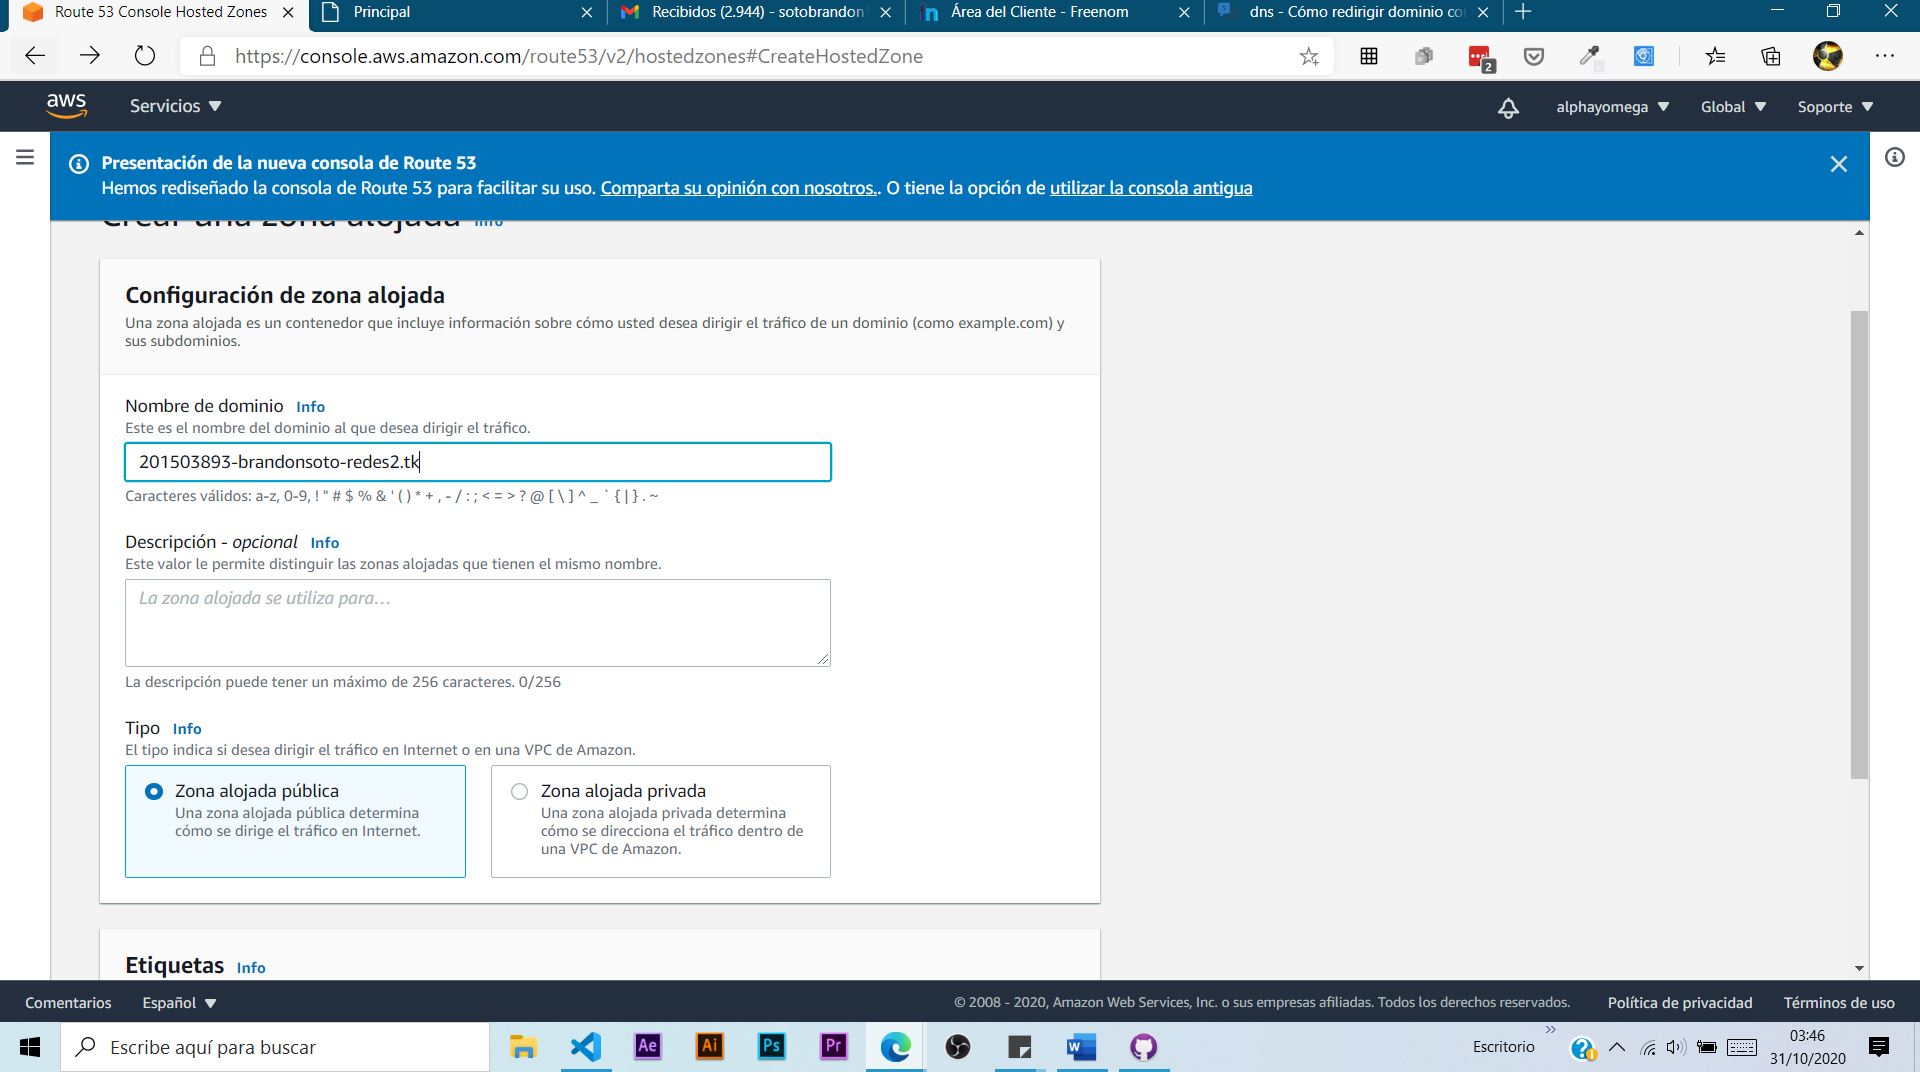 Route 53 Console Hosted Zones
Principal
Recibidos (2.944) - sotobrandon
Área del Cliente - Freenom
dns - Cómo redirigir dominio co
https://console.aws.amazon.com/route53/v2/hostedzones#CreateHostedZone
2
aws
Servicios
alphayomega
Global
Soporte
Presentación de la nueva consola de Route 53
Hemos rediseñado la consola de Route 53 para facilitar su uso. Comparta su opinión con nosotros.. O tiene la opción de utilizar la consola antigua
Crear una zona alojada Info
Configuración de zona alojada
Una zona alojada es un contenedor que incluye información sobre cómo usted desea dirigir el tráfico de un dominio (como example.com) y
sus subdominios.
Nombre de dominio Info
Este es el nombre del dominio al que desea dirigir el tráfico.
201503893-brandonsoto-redes2.tk
Caracteres válidos: a-z, 0-9, ! " # $ % & ' ( ) * + , - / : ; < = > ? @ [ \ ] ^ _ ` { | } . ~
Descripción - opcional Info
Este valor le permite distinguir las zonas alojadas que tienen el mismo nombre.
La zona alojada se utiliza para...
La descripción puede tener un máximo de 256 caracteres. 0/256
Tipo Info
El tipo indica si desea dirigir el tráfico en Internet o en una VPC de Amazon.
Zona alojada pública
Una zona alojada pública determina
cómo se dirige el tráfico en Internet.
Zona alojada privada
Una zona alojada privada determina
cómo se direcciona el tráfico dentro de
una VPC de Amazon.
Etiquetas Info
Comentarios
Español
© 2008 - 2020, Amazon Web Services, Inc. o sus empresas afiliadas. Todos los derechos reservados.
Política de privacidad
Términos de uso
Escribe aquí para buscar
Ae
Ai
Ps
Pr
W
Escritorio
03:46
31/10/2020